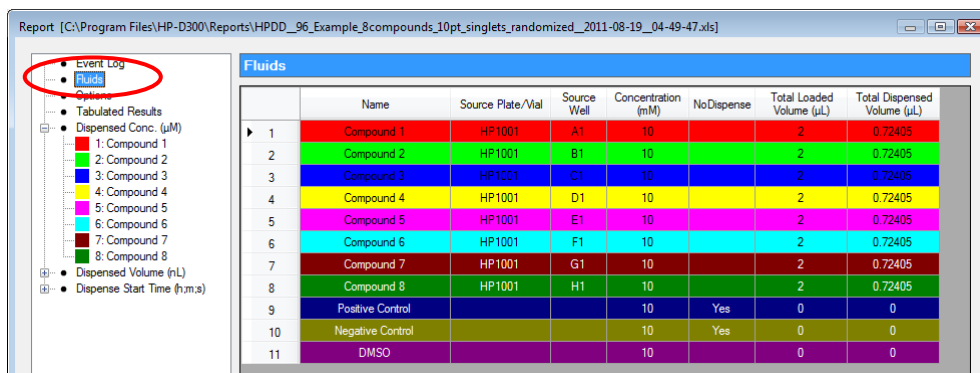 Report [C:\Program Files\HP-D300\Reports\HPDD__96_Example_8compounds_10pt_singlets_randomized__2011-08-19__04-49-47.xls]
Event Log
Fluids
Options
Tabulated Results
Dispensed Conc. (µM)
1: Compound 1
2: Compound 2
3: Compound 3
4: Compound 4
5: Compound 5
6: Compound 6
7: Compound 7
8: Compound 8
Dispensed Volume (nL)
Dispense Start Time (h;m;s)
Fluids
Name Source Plate/Vial Source Well Concentration (mM) NoDispense Total Loaded Volume (µL) Total Dispensed Volume (µL)
1 Compound 1 HP1001 A1 10 2 0.72405
2 Compound 2 HP1001 B1 10 2 0.72405
3 Compound 3 HP1001 C1 10 2 0.72405
4 Compound 4 HP1001 D1 10 2 0.72405
5 Compound 5 HP1001 E1 10 2 0.72405
6 Compound 6 HP1001 F1 10 2 0.72405
7 Compound 7 HP1001 G1 10 2 0.72405
8 Compound 8 HP1001 H1 10 2 0.72405
9 Positive Control 10 Yes 0 0
10 Negative Control 10 Yes 0 0
11 DMSO 10 0 0